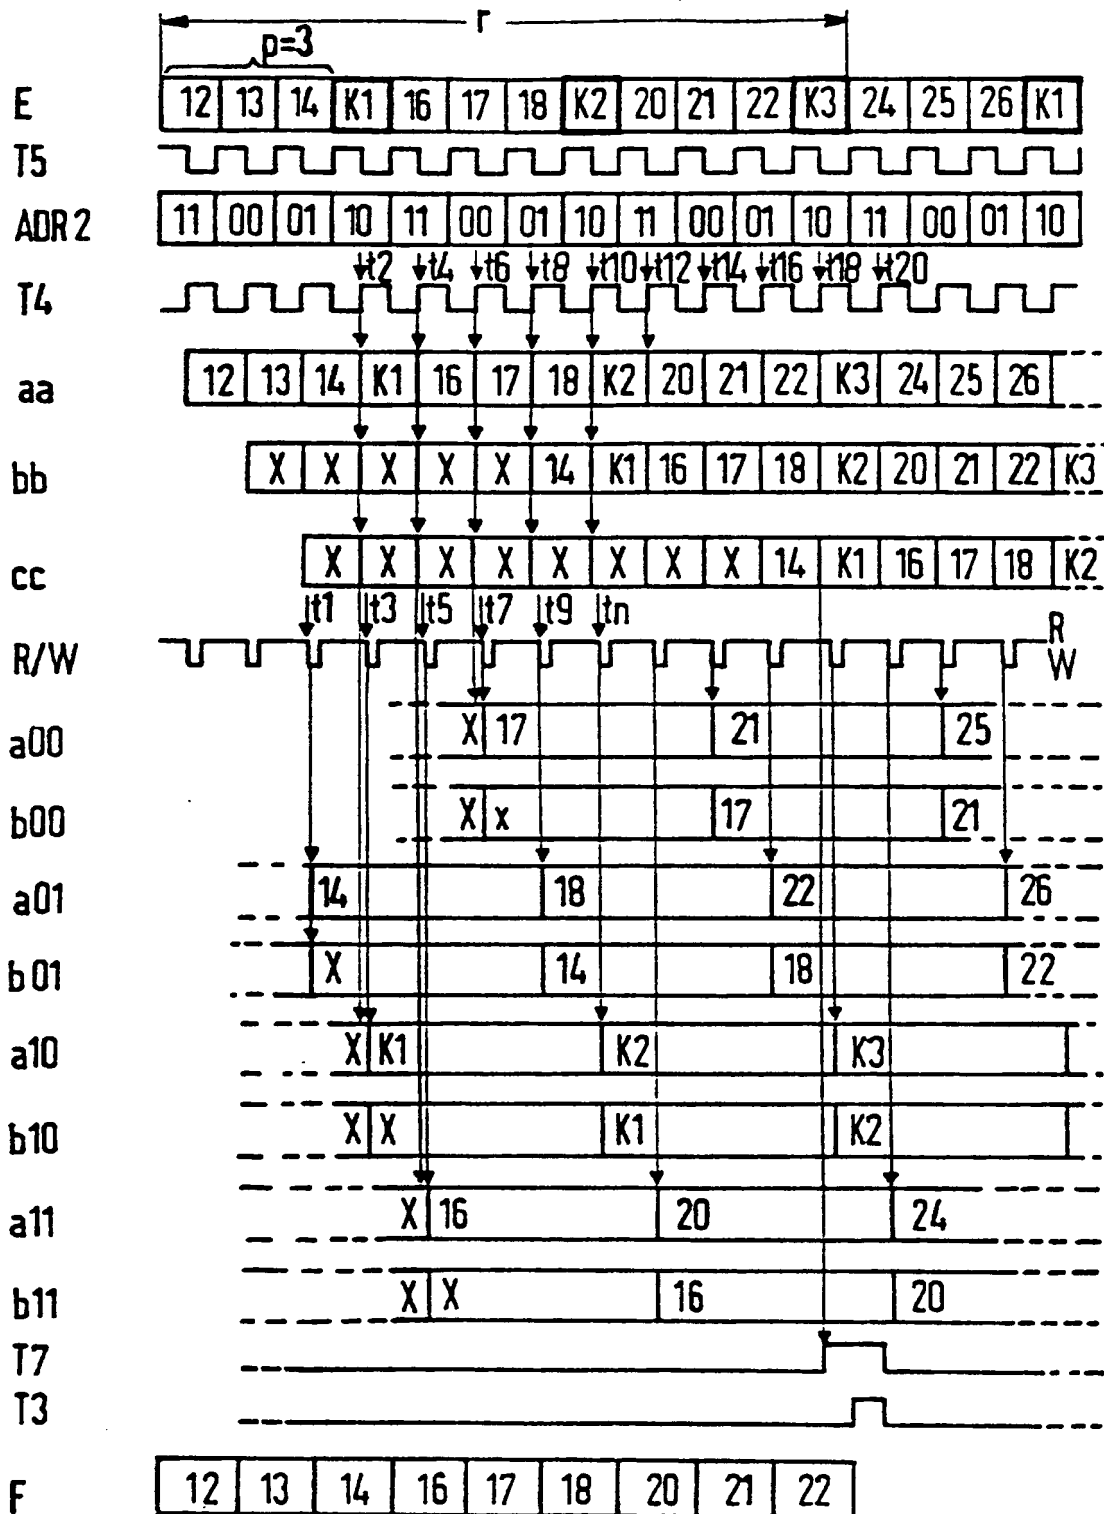 r
p=3
E 12 13 14 K1 16 17 18 K2 20 21 22 K3 24 25 26 K1
T5
ADR 2 11 00 01 10 11 00 01 10 11 00 01 10 11 00 01 10
t2 t4 t6 t8 t10 t12 t14 t16 t18 t20
T4
aa 12 13 14 K1 16 17 18 K2 20 21 22 K3 24 25 26
bb X X X X X 14 K1 16 17 18 K2 20 21 22 K3
cc X X X X X X X X 14 K1 16 17 18 K2
t1 t3 t5 t7 t9 tn
R/W R
W
a00 X 17 21 25
b00 X x 17 21
a01 14 18 22 26
b01 X 14 18 22
a10 X K1 K2 K3
b10 X X K1 K2
a11 X 16 20 24
b11 X X 16 20
T7
T3
F 12 13 14 16 17 18 20 21 22